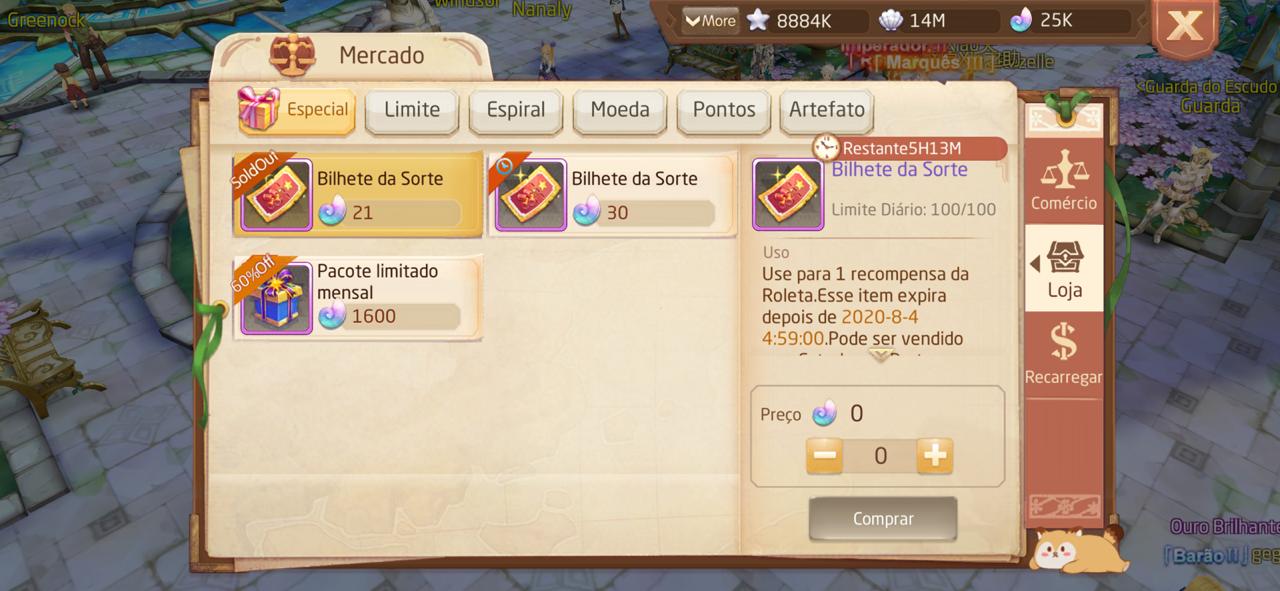 Greenock
Nanaly
More
8884K
14M
25K
X
Mercado
Especial
Limite
Espiral
Moeda
Pontos
Artefato
[ Marquês III ]
<Guarda do Escudo
Guarda
SoldOut
Bilhete da Sorte
21
Bilhete da Sorte
30
60%Off
Pacote limitado
mensal
1600
Restante5H13M
Bilhete da Sorte
Limite Diário: 100/100
Uso
Use para 1 recompensa da
Roleta.Esse item expira
depois de 2020-8-4
4:59:00.Pode ser vendido
Preço
0
0
Comprar
Comércio
Loja
Recarregar
Ouro Brilhante
[Barão II]